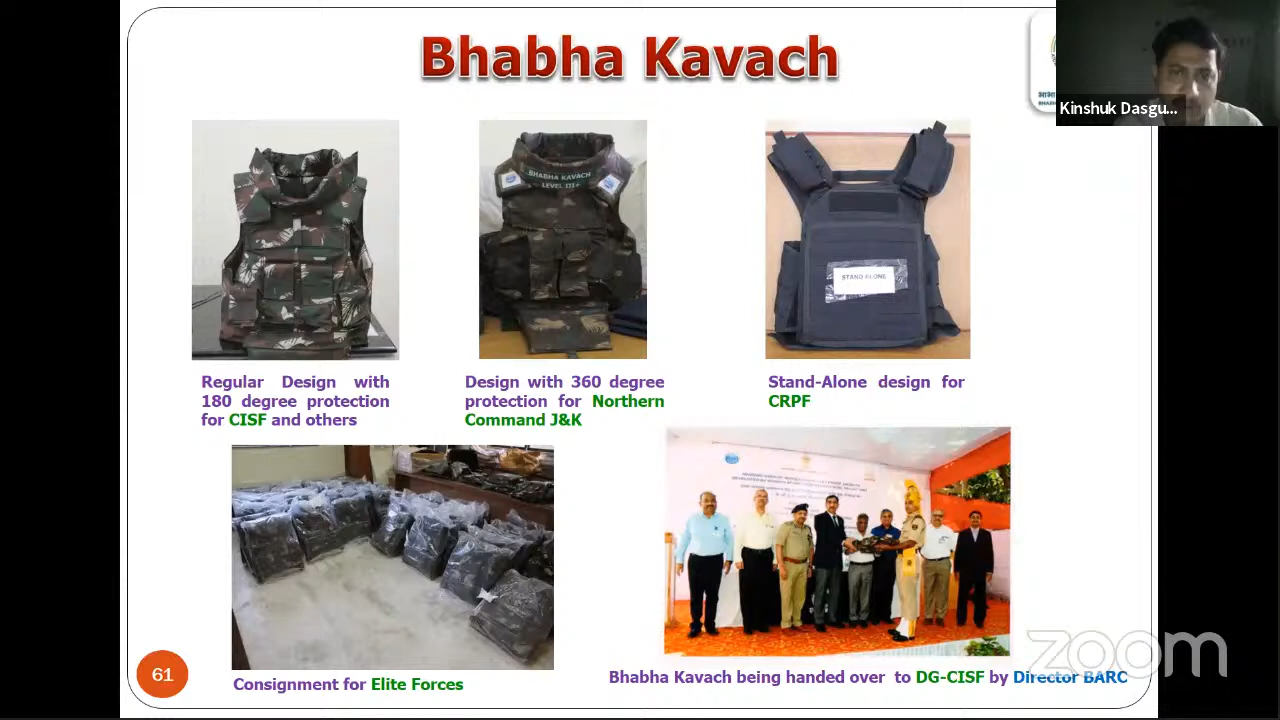 Bhabha Kavach
Kinshuk Dasgu...
BHABHA KAVACH
LEVEL III+
STAND ALONE
Regular Design with
180 degree protection
for CISF and others
Design with 360 degree
protection for Northern
Command J&K
Stand-Alone design for
CRPF
61
Consignment for Elite Forces
Bhabha Kavach being handed over to DG-CISF by Director BARC
zoom